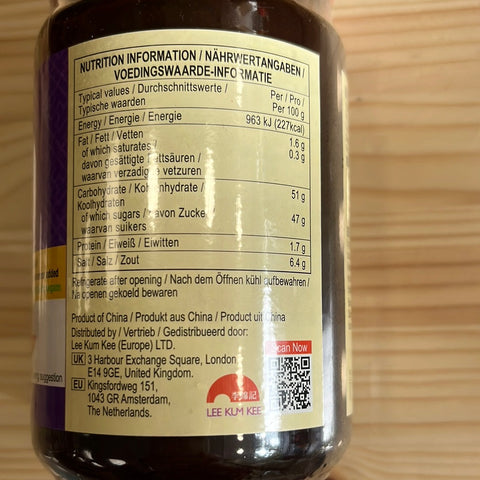 NUTRITION INFORMATION / NÄHRWERTANGABEN /
VOEDINGSWAARDE-INFORMATIE
Typical values / Durchschnittswerte /
Typische waarden
Per / Pro /
Per 100 g
Energy / Energie / Energie
963 kJ (227kcal)
Fat / Fett / Vetten
1.6 g
of which saturates /
0.3 g
davon gesättigte Fettsäuren /
waarvan verzadigde vetzuren
Carbohydrate / Kohlenhydrate /
51 g
Koolhydraten
of which sugars / davon Zucker
47 g
waarvan suikers
Protein / Eiweiß / Eiwitten
1.7 g
Salt / Salz / Zout
6.4 g
Refrigerate after opening / Nach dem Öffnen kühl aufbewahren /
Na openen gekoeld bewaren
Product of China / Produkt aus China / Product uit China
Distributed by / Vertrieb / Gedistribueerd door:
Lee Kum Kee (Europe) LTD.
UK 3 Harbour Exchange Square, London
E14 9GE, United Kingdom.
EU Kingsfordweg 151,
1043 GR Amsterdam,
The Netherlands.
Scan Now
李錦記
LEE KUM KEE
added
suggestion